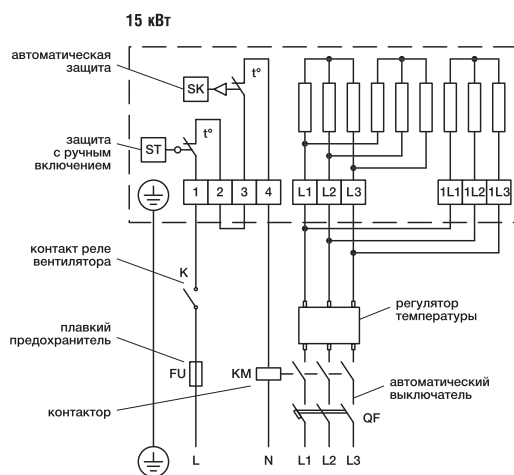 15 кВт
автоматическая
защита
SK
t°
защита
с ручным
включением
ST
t°
1 2 3 4
L1 L2 L3
1L1 1L2 1L3
контакт реле
вентилятора
K
регулятор
температуры
плавкий
предохранитель
FU
KM
контактор
автоматический
выключатель
QF
L N L1 L2 L3